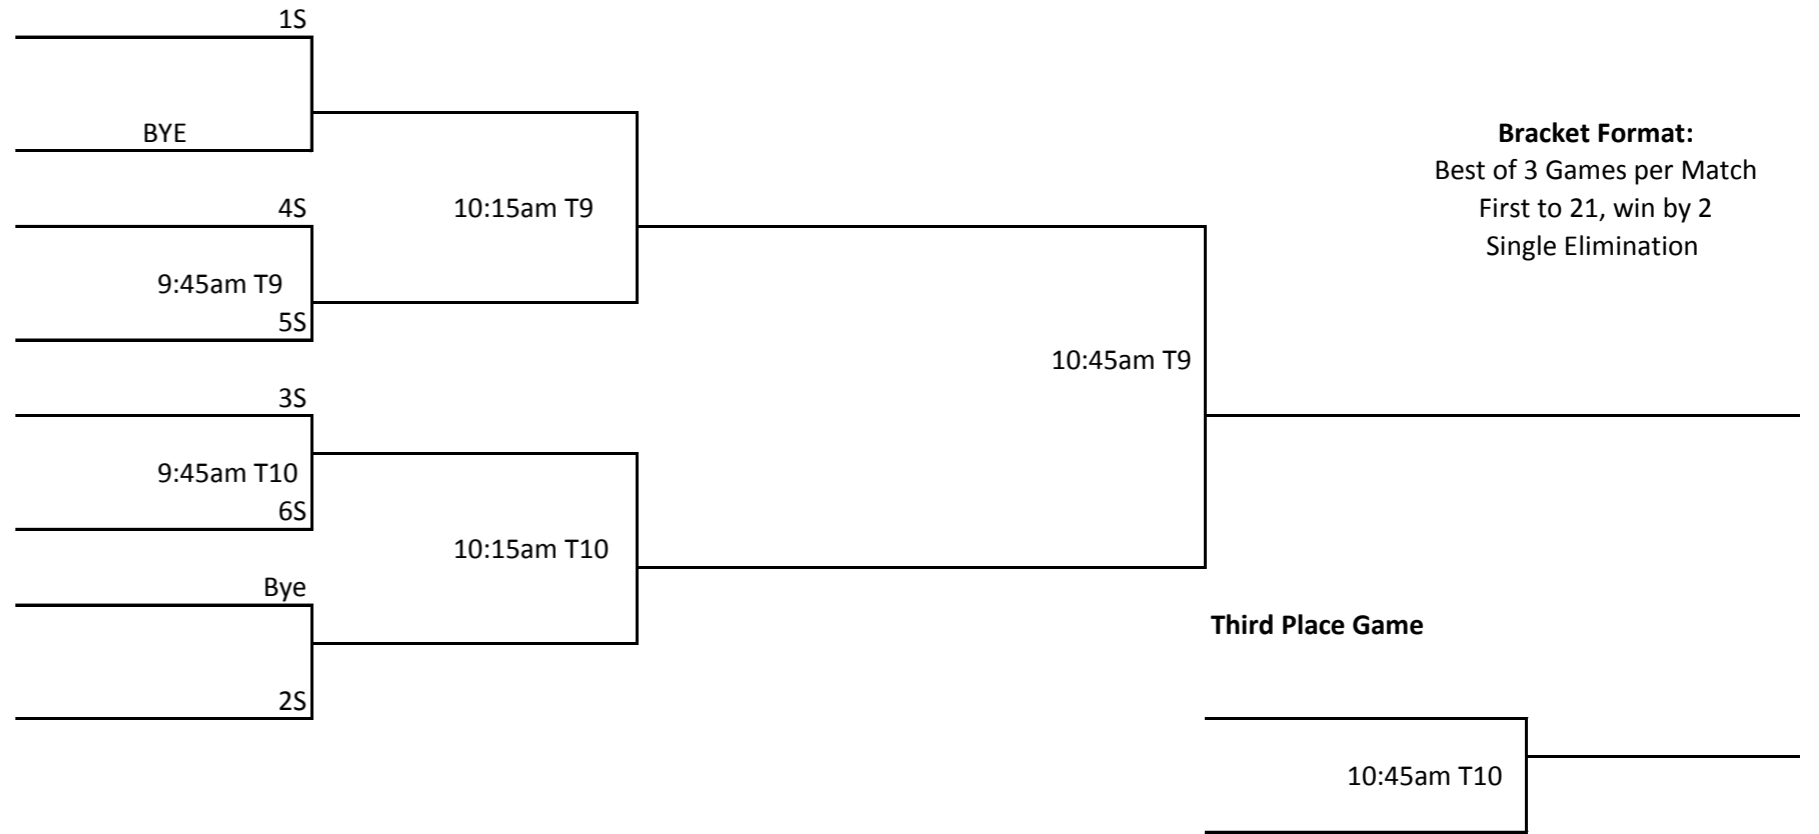 1S
BYE
Bracket Format:
Best of 3 Games per Match
4S
10:15am T9
First to 21, win by 2
Single Elimination
9:45am T9
5S
10:45am T9
3S
9:45am T10
6S
10:15am T10
Bye
Third Place Game
2S
10:45am T10